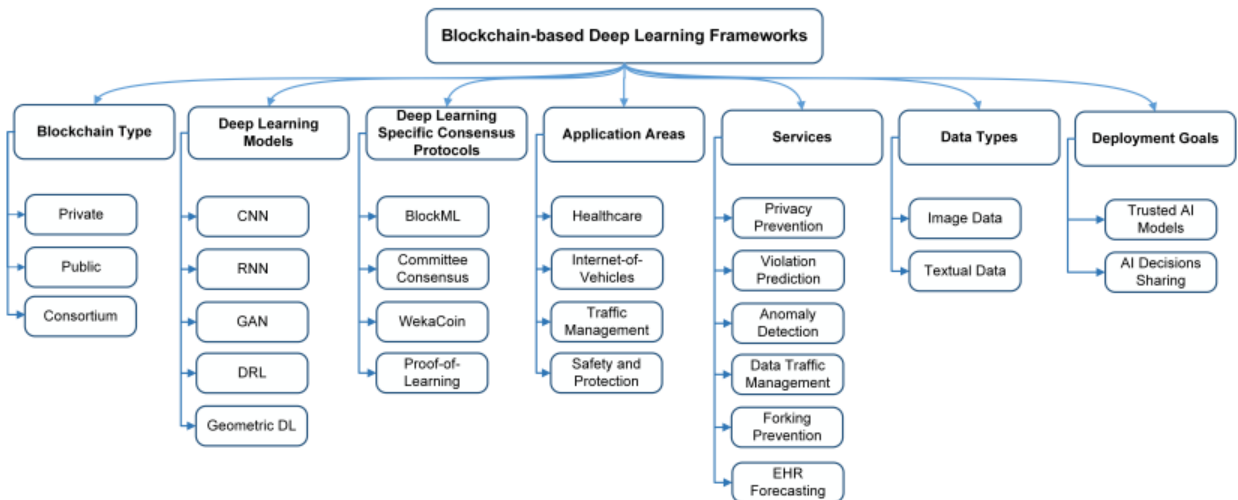 Blockchain-based Deep Learning Frameworks
Blockchain Type
Private
Public
Consortium
Deep Learning
Models
CNN
RNN
GAN
DRL
Geometric DL
Deep Learning
Specific Consensus
Protocols
BlockML
Committee
Consensus
WekaCoin
Proof-of-
Learning
Application Areas
Healthcare
Internet-of-
Vehicles
Traffic
Management
Safety and
Protection
Services
Privacy
Prevention
Violation
Prediction
Anomaly
Detection
Data Traffic
Management
Forking
Prevention
EHR
Forecasting
Data Types
Image Data
Textual Data
Deployment Goals
Trusted AI
Models
AI Decisions
Sharing